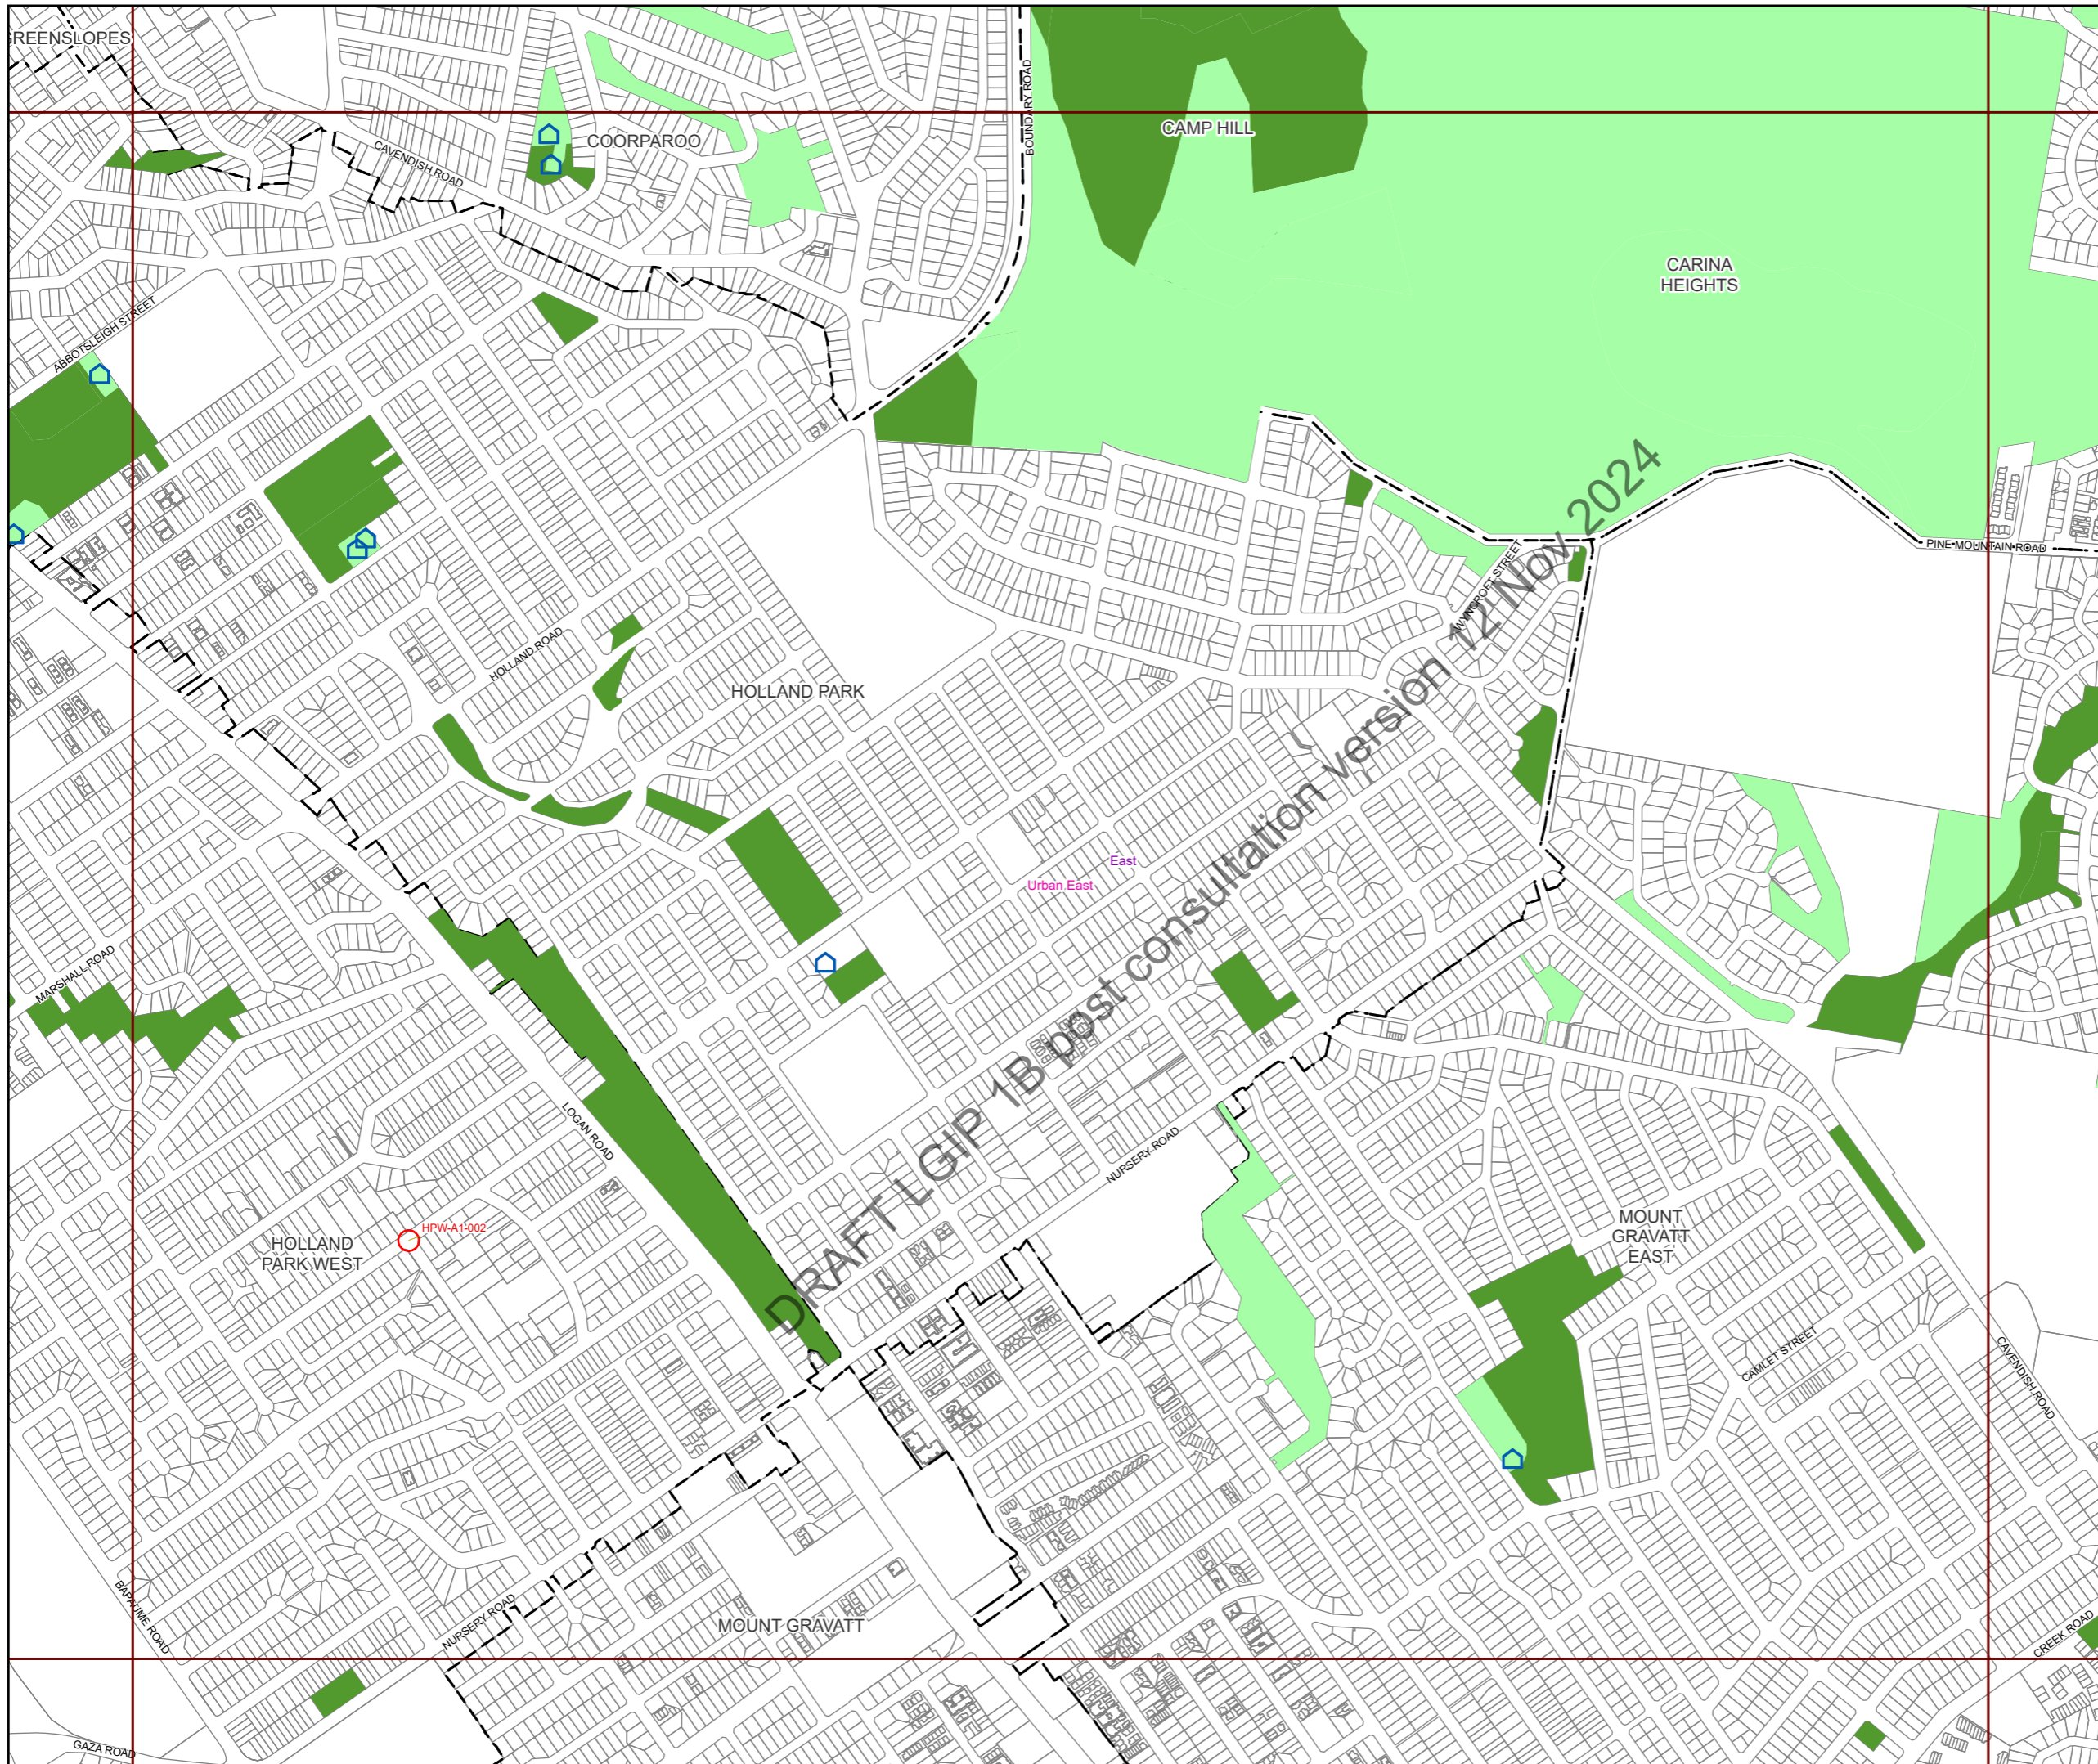 GREENSLOPES
BOUNDARY ROAD
CAMP HILL
COORPAROO
CAVENDISH ROAD
CARINA
HEIGHTS
ABBOTSLEIGH STREET
PINE MOUNTAIN ROAD
WYNCROFT STREET
HOLLAND ROAD
HOLLAND PARK
East
Urban East
MARSHALL ROAD
DRAFT LGIP 1B post consultation version 12 Nov 2024
LOGAN ROAD
NURSERY ROAD
HPW-A1-002
HOLLAND
PARK WEST
MOUNT
GRAVATT
EAST
CAMLET STREET
CAVENDISH ROAD
BAPAUME ROAD
NURSERY ROAD
MOUNT GRAVATT
CREEK ROAD
GAZA ROAD